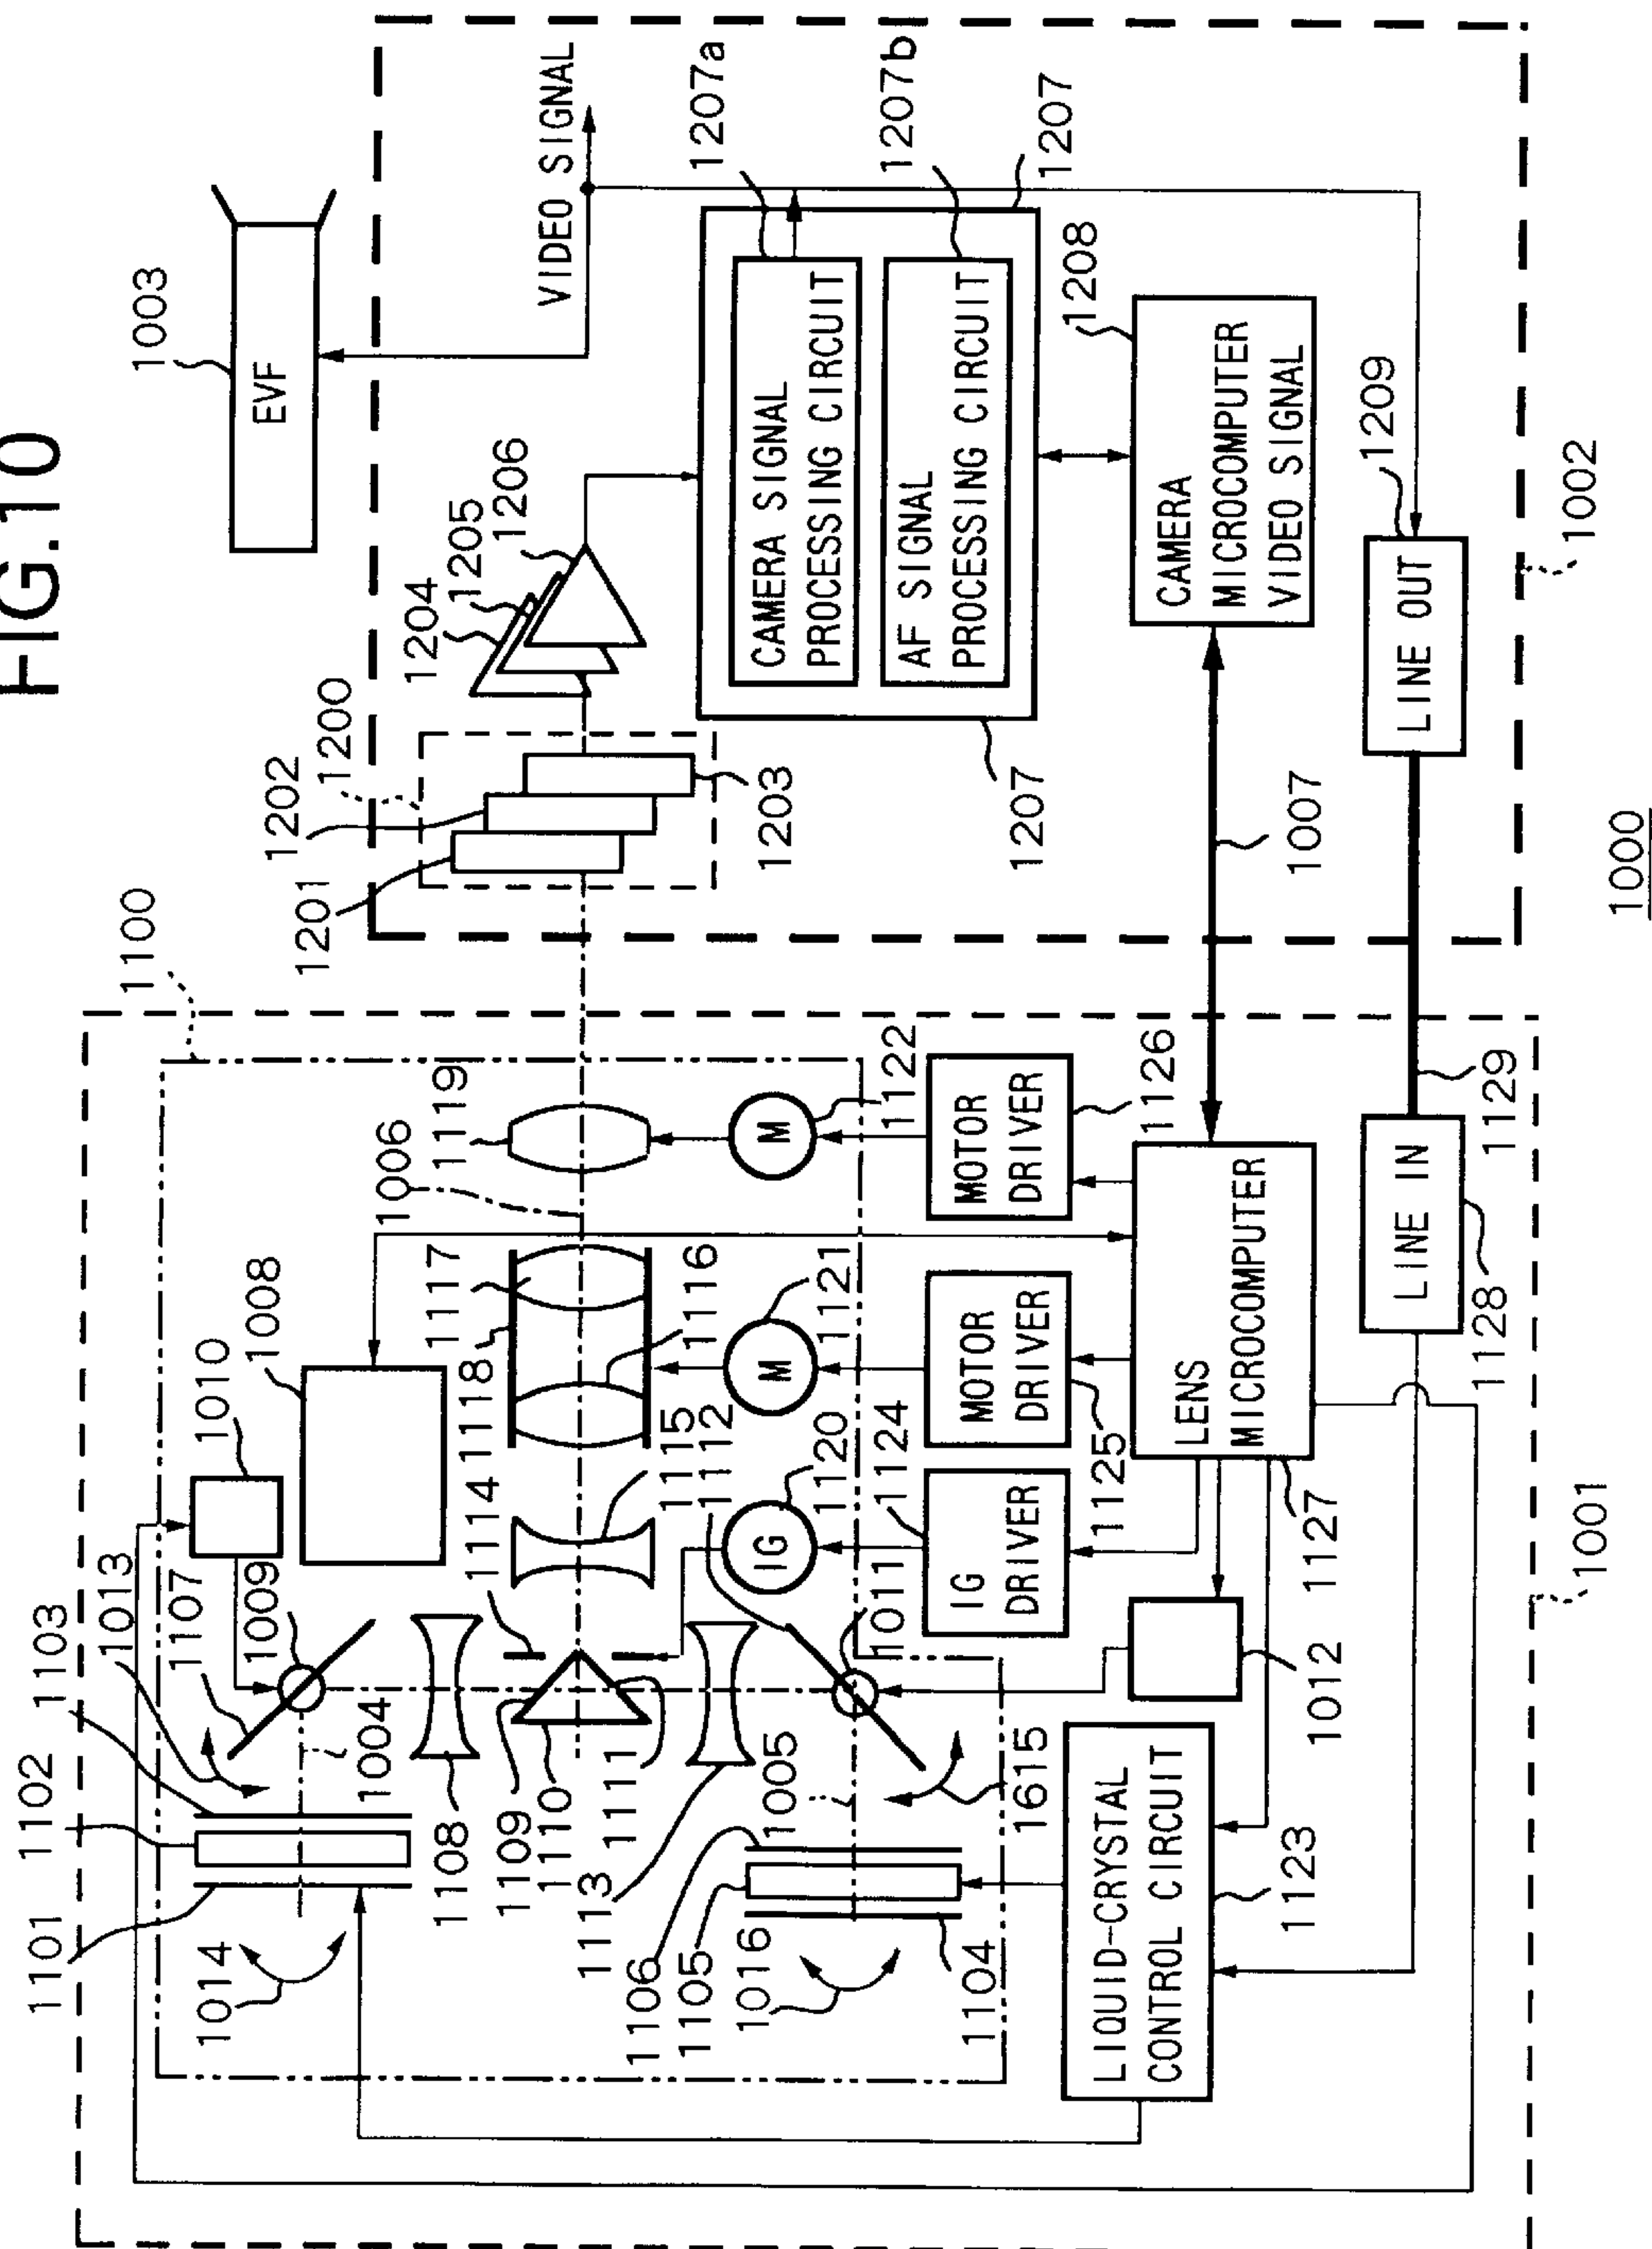 FIG.10
1003
EVF
VIDEO SIGNAL
1100
1200
1202
1201
1203
1204
1205
1206
1207a
1207b
1207
1207
CAMERA SIGNAL
PROCESSING CIRCUIT
AF SIGNAL
PROCESSING CIRCUIT
1208
CAMERA
MICROCOMPUTER
VIDEO SIGNAL
1209
LINE OUT
1002
1007
1000
1103
1013
1102
1101
1014
1107
1009
1010
1008
1004
1108
1109
1110
1111
1113
1114
1115
1112
1118
1117
1116
1006
1119
1122
M
1121
M
1120
IG
1011
1005
1106
1105
1016
1104
1615
1012
1124
IG
DRIVER
1125
MOTOR
DRIVER
1126
MOTOR
DRIVER
LENS
MICROCOMPUTER
1127
LIQUID-CRYSTAL
CONTROL CIRCUIT
1123
LINE IN
1128
1129
1001